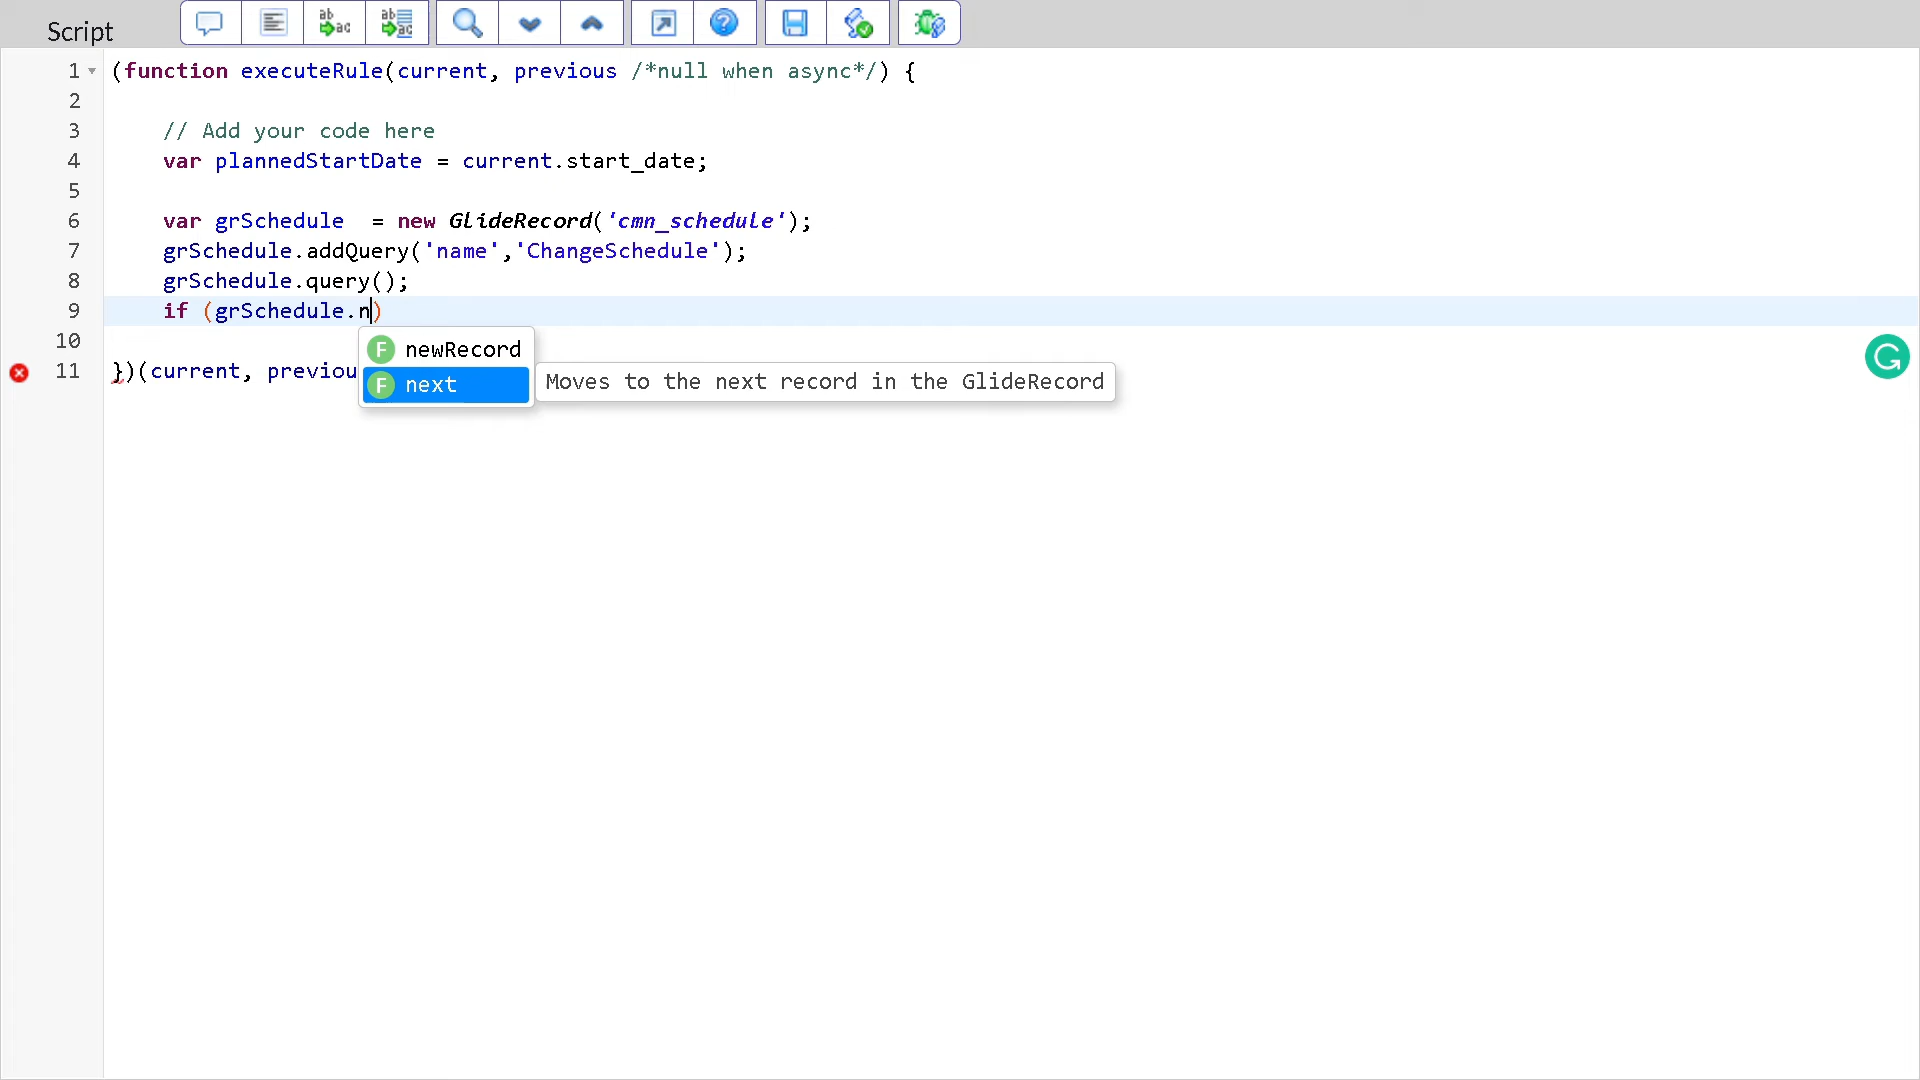 Script
1 (function executeRule(current, previous /*null when async*/) {
2
3 // Add your code here
4 var plannedStartDate = current.start_date;
5
6 var grSchedule  = new GlideRecord('cmn_schedule');
7 grSchedule.addQuery('name','ChangeSchedule');
8 grSchedule.query();
9 if (grSchedule.n)
10
F newRecord
11 })(current, previou
F next
Moves to the next record in the GlideRecord